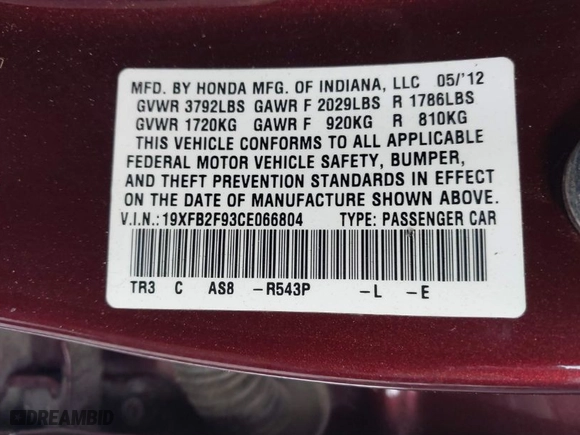 MFD. BY HONDA MFG. OF INDIANA, LLC 05/'12
GVWR 3792LBS GAWR F 2029LBS R 1786LBS
GVWR 1720KG GAWR F 920KG R 810KG
THIS VEHICLE CONFORMS TO ALL APPLICABLE
FEDERAL MOTOR VEHICLE SAFETY, BUMPER,
AND THEFT PREVENTION STANDARDS IN EFFECT
ON THE DATE OF MANUFACTURE SHOWN ABOVE.
V.I.N.:19XFB2F93CE066804 TYPE: PASSENGER CAR
TR3 C AS8 -R543P -L -E
DREAMBID